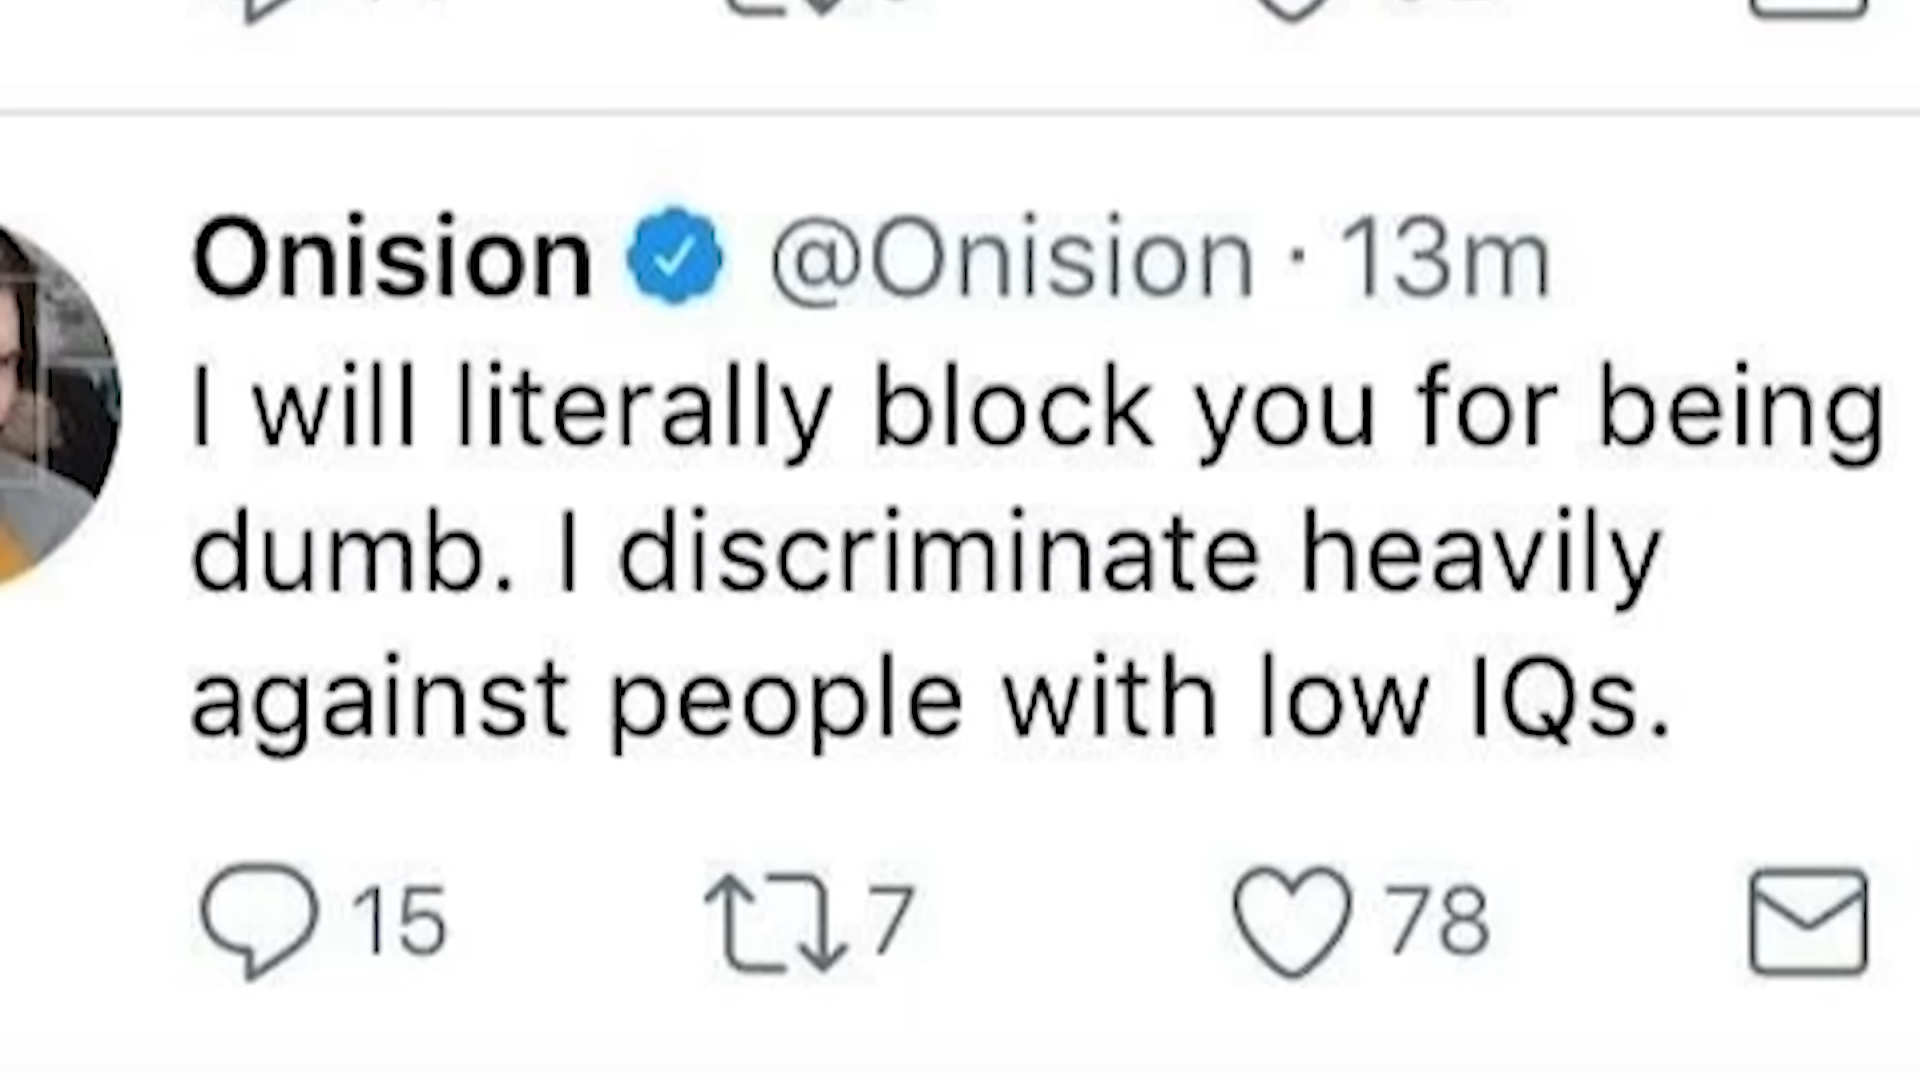 Onision @Onision · 13m
I will literally block you for being
dumb. I discriminate heavily
against people with low IQs.
15 7 78